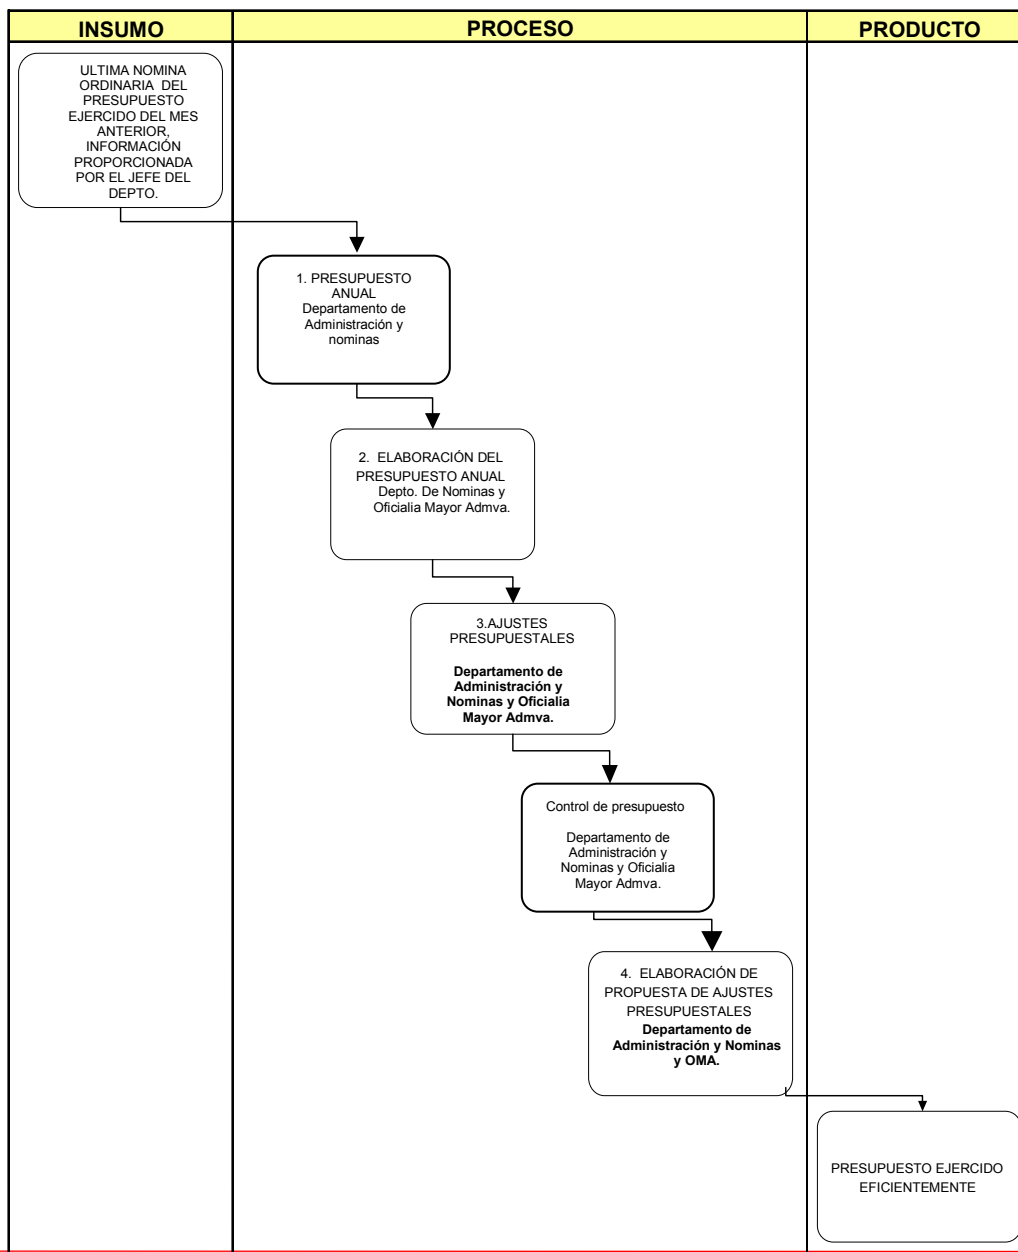 INSUMO
PROCESO
PRODUCTO
ULTIMA NOMINA
ORDINARIA DEL
PRESUPUESTO
EJERCIDO DEL MES
ANTERIOR,
INFORMACIÓN
PROPORCIONADA
POR EL JEFE DEL
DEPTO.
1. PRESUPUESTO
ANUAL
Departamento de
Administración y
nominas
2. ELABORACIÓN DEL
PRESUPUESTO ANUAL
Depto. De Nominas y
Oficialia Mayor Admva.
3.AJUSTES
PRESUPUESTALES
Departamento de
Administración y
Nominas y Oficialia
Mayor Admva.
Control de presupuesto
Departamento de
Administración y
Nominas y Oficialia
Mayor Admva.
4. ELABORACIÓN DE
PROPUESTA DE AJUSTES
PRESUPUESTALES
Departamento de
Administración y Nominas
y OMA.
PRESUPUESTO EJERCIDO
EFICIENTEMENTE